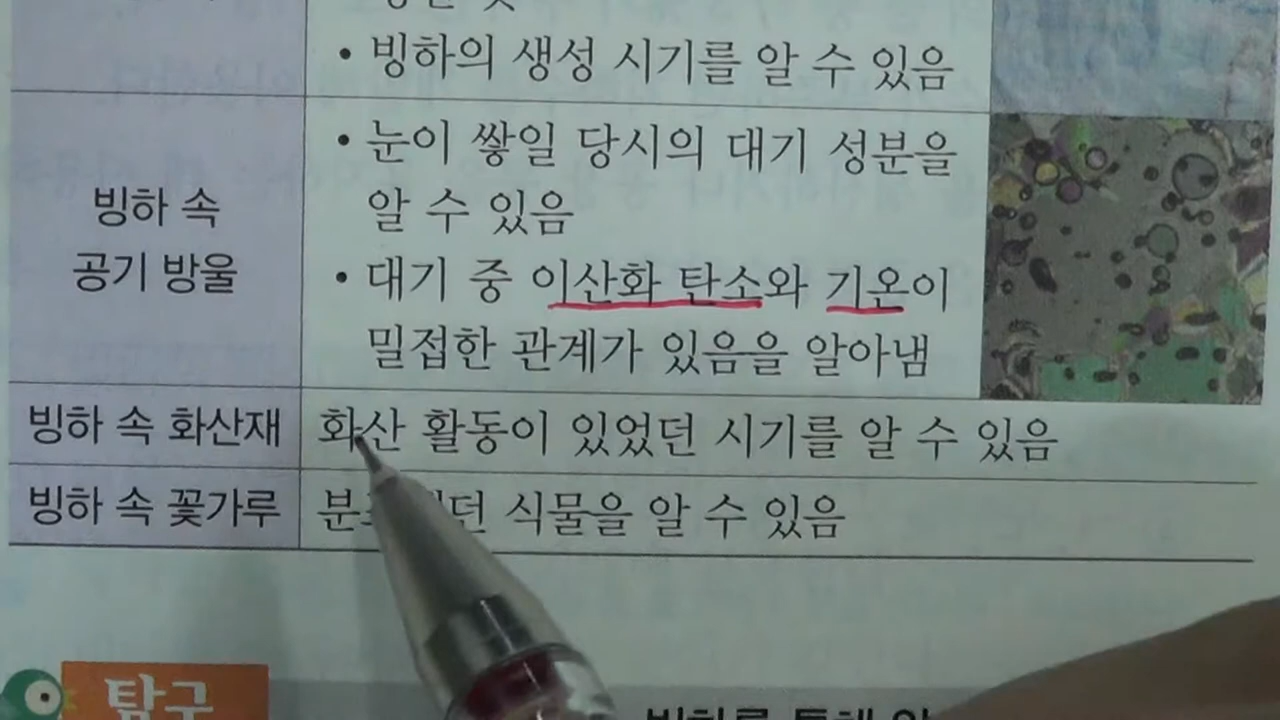 • 빙하의 생성 시기를 알 수 있음
빙하 속
공기 방울
• 눈이 쌓일 당시의 대기 성분을
알 수 있음
• 대기 중 이산화 탄소와 기온이
밀접한 관계가 있음을 알아냄
빙하 속 화산재 화산 활동이 있었던 시기를 알 수 있음
빙하 속 꽃가루 식물을 알 수 있음
탐구